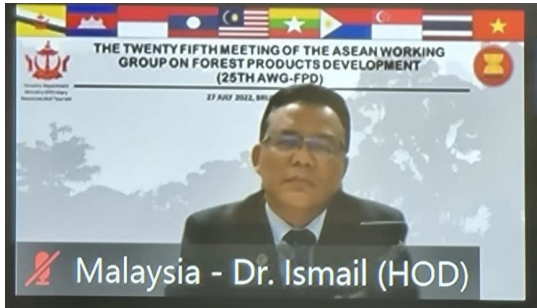 THE TWENTY FIFTH MEETING OF THE ASEAN WORKING
GROUP ON FOREST PRODUCTS DEVELOPMENT
(25TH AWG-FPD)
27 JULY 2022,
Malaysia - Dr. Ismail (HOD)